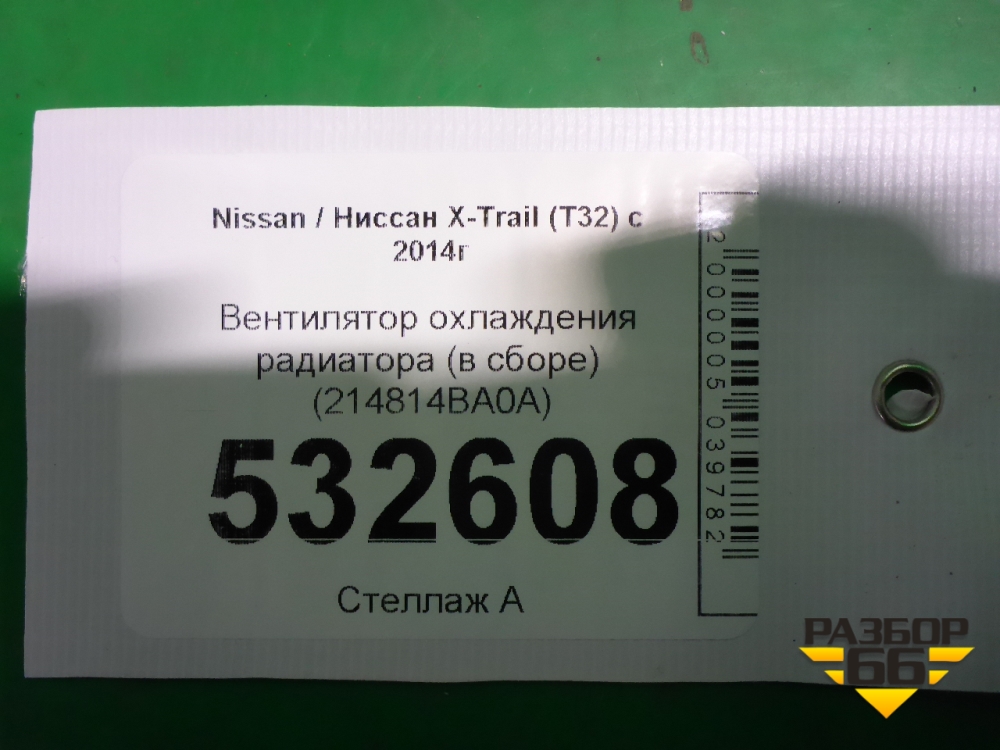 Nissan / Ниссан X-Trail (T32) с
2014г
Вентилятор охлаждения
радиатора (в сборе)
(214814BA0A)
532608
Стеллаж А
2000005039782
РАЗБОР
66